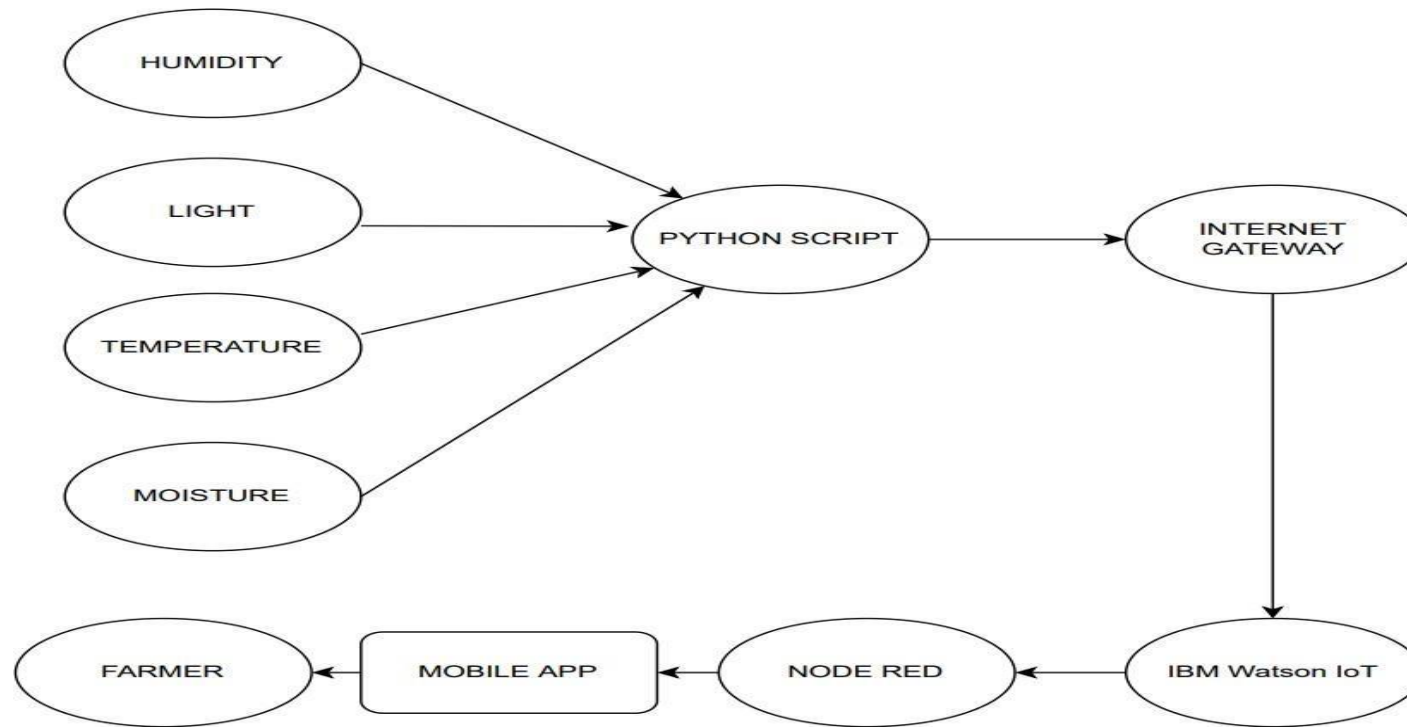 HUMIDITY
LIGHT
TEMPERATURE
MOISTURE
PYTHON SCRIPT
INTERNET
GATEWAY
IBM Watson IoT
NODE RED
MOBILE APP
FARMER